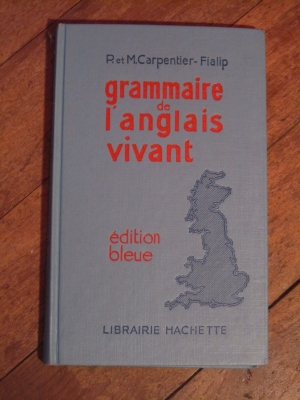 P. et M. Carpentier-Fialip
grammaire
de
l'anglais
vivant
édition
bleue
LIBRAIRIE HACHETTE